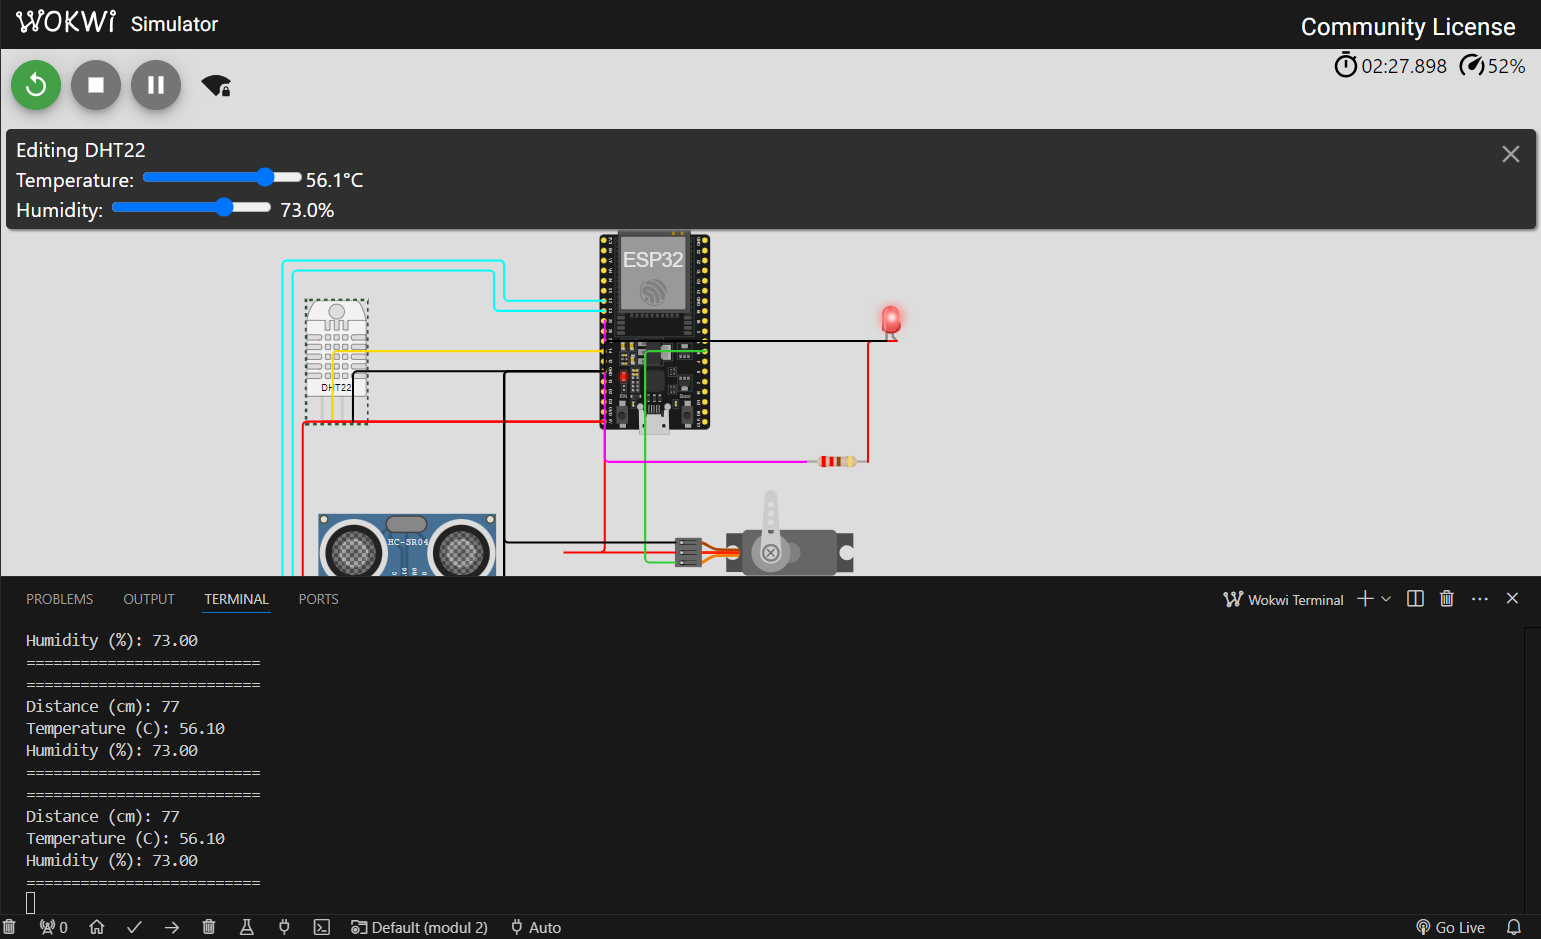 WOKWi Simulator
Community License
02:27.898 52%
Editing DHT22
Temperature: 56.1°C
Humidity: 73.0%
ESP32
DHT22
HC-SR04
PROBLEMS OUTPUT TERMINAL PORTS
Wokwi Terminal
Humidity (%): 73.00
==========================
==========================
Distance (cm): 77
Temperature (C): 56.10
Humidity (%): 73.00
==========================
==========================
Distance (cm): 77
Temperature (C): 56.10
Humidity (%): 73.00
==========================
0 Default (modul 2) Auto Go Live